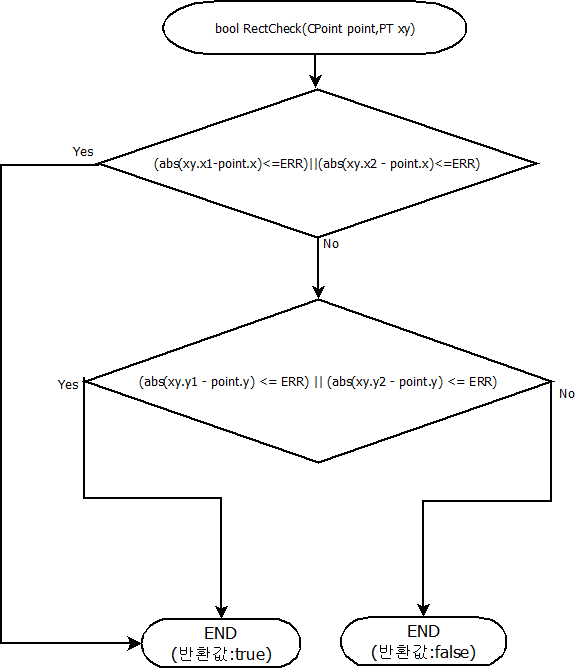 bool RectCheck(CPoint point,PT xy)
Yes
(abs(xy.x1-point.x)<=ERR)||(abs(xy.x2 - point.x)<=ERR)
No
Yes
(abs(xy.y1 - point.y) <= ERR) || (abs(xy.y2 - point.y) <= ERR)
No
END
(반환값:true)
END
(반환값:false)